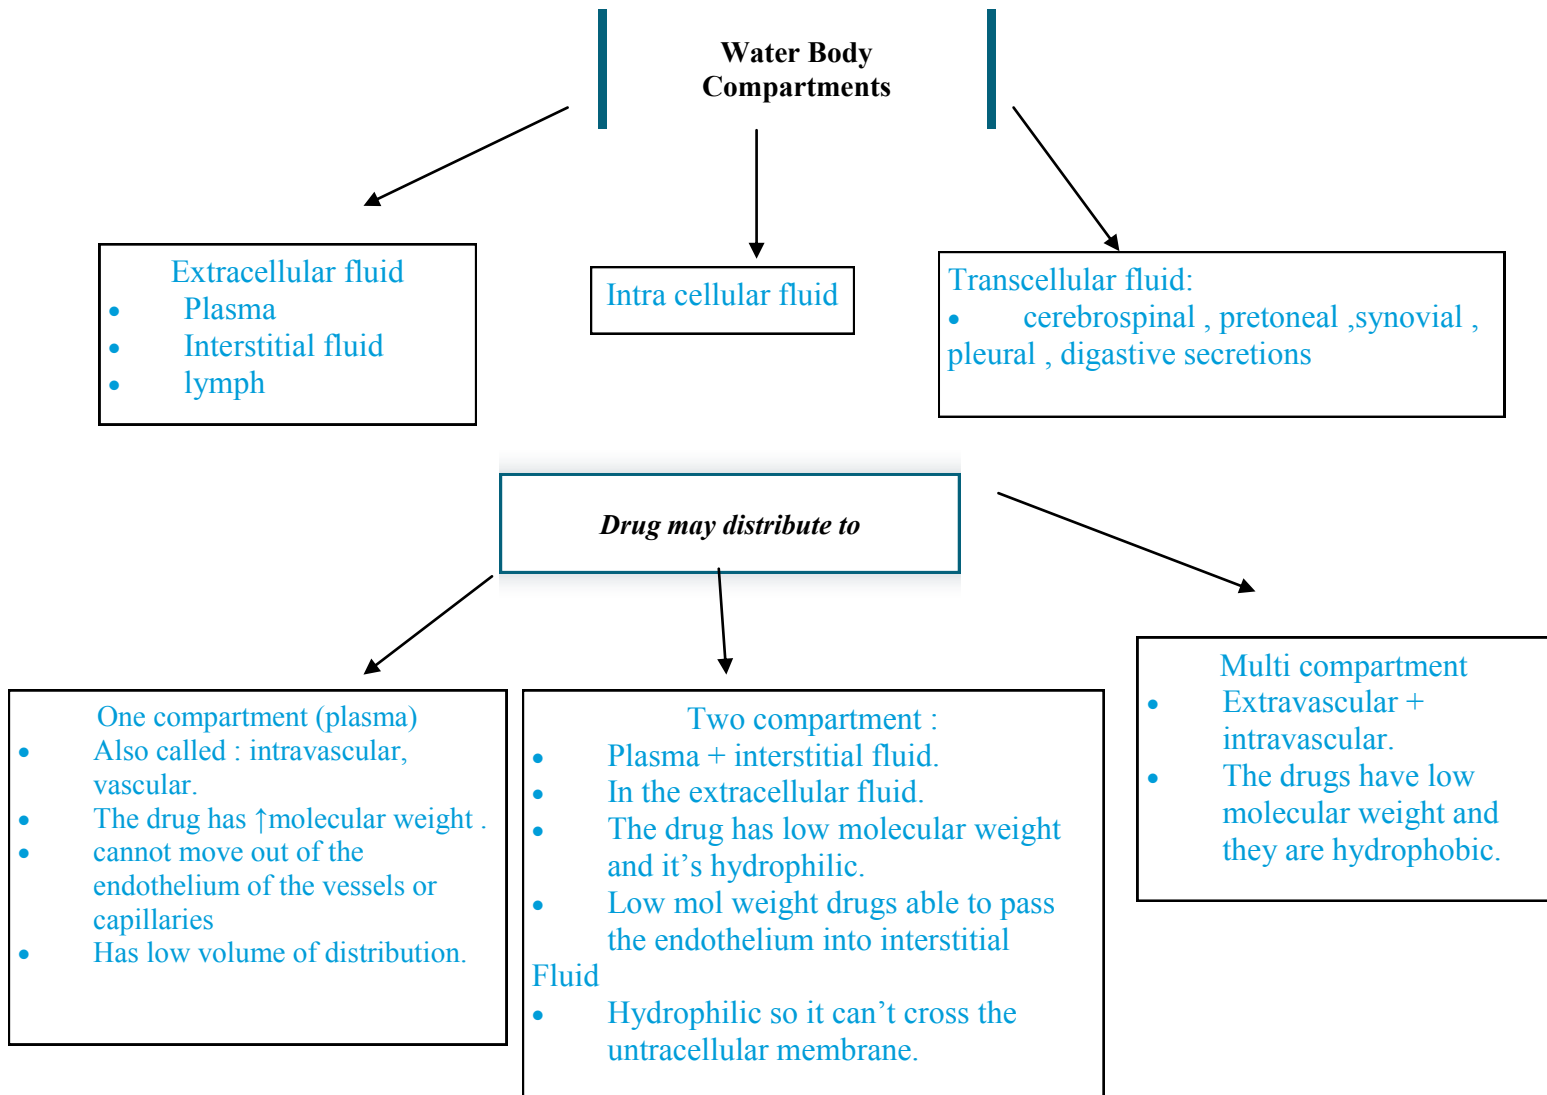 Water Body
Compartments
Extracellular fluid
• Plasma
• Interstitial fluid
• lymph
Intra cellular fluid
Transcellular fluid:
• cerebrospinal , pretoneal ,synovial ,
pleural , digastive secretions
Drug may distribute to
One compartment (plasma)
• Also called : intravascular,
vascular.
• The drug has ↑molecular weight .
• cannot move out of the
endothelium of the vessels or
capillaries
• Has low volume of distribution.
Two compartment :
• Plasma + interstitial fluid.
• In the extracellular fluid.
• The drug has low molecular weight
and it’s hydrophilic.
• Low mol weight drugs able to pass
the endothelium into interstitial
Fluid
• Hydrophilic so it can’t cross the
untracellular membrane.
Multi compartment
• Extravascular +
intravascular.
• The drugs have low
molecular weight and
they are hydrophobic.